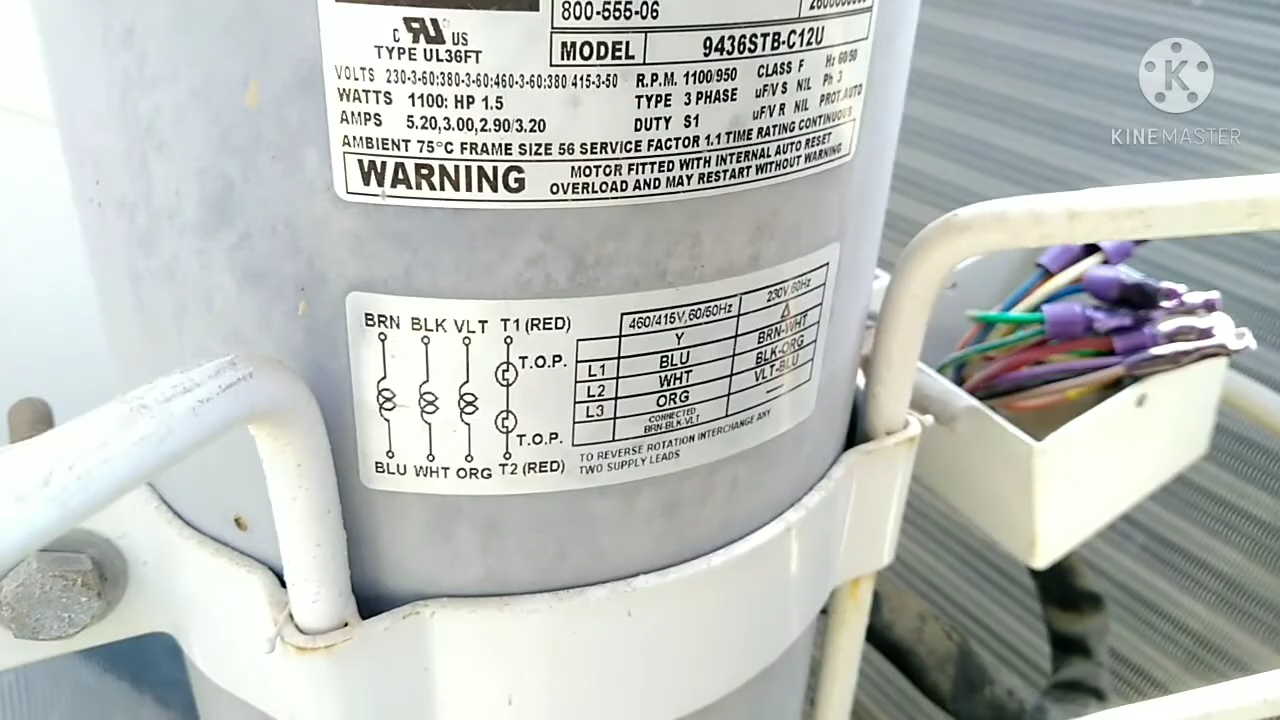 800-555-06
C US
TYPE UL36FT
MODEL 9436STB-C12U
VOLTS 230-3-60:380-3-60:460-3-60:380/415-3-50 R.P.M. 1100/950 CLASS F Hz 60/50
WATTS 1100: HP 1.5 TYPE 3 PHASE uF/V S NIL Ph 3
AMPS 5.20,3.00,2.90/3.20 DUTY S1 uF/V R NIL PROT.AUTO
AMBIENT 75°C FRAME SIZE 56 SERVICE FACTOR 1.1 TIME RATING CONTINUOUS
WARNING MOTOR FITTED WITH INTERNAL AUTO RESET
OVERLOAD AND MAY RESTART WITHOUT WARNING
BRN BLK VLT T1 (RED)
T.O.P.
T.O.P.
BLU WHT ORG T2 (RED)
460/415V,60/50Hz 230V,60Hz
Y Δ
L1 BLU BRN-WHT
L2 WHT BLK-ORG
L3 ORG VLT-BLU
CONNECTED
BRN-BLK-VLT
TO REVERSE ROTATION INTERCHANGE ANY
TWO SUPPLY LEADS
K
KINEMASTER